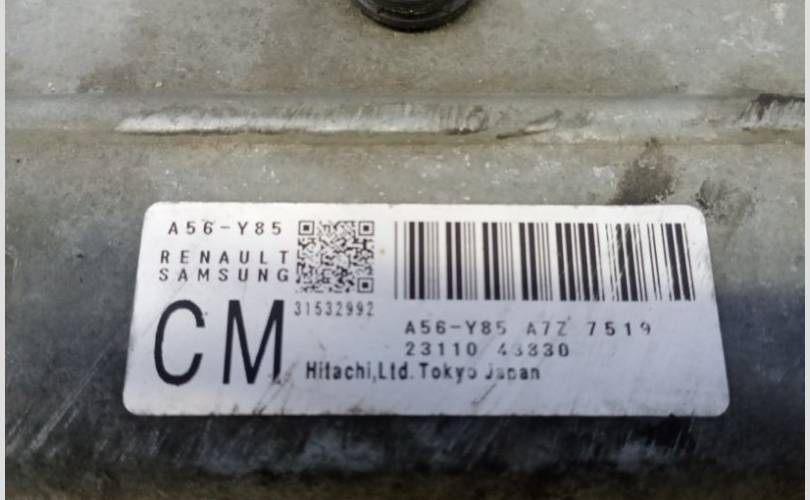 A56-Y85
RENAULT
SAMSUNG
31532992
CM
A56-Y85 A7Z 7519
23110 43830
Hitachi,Ltd. Tokyo Japan